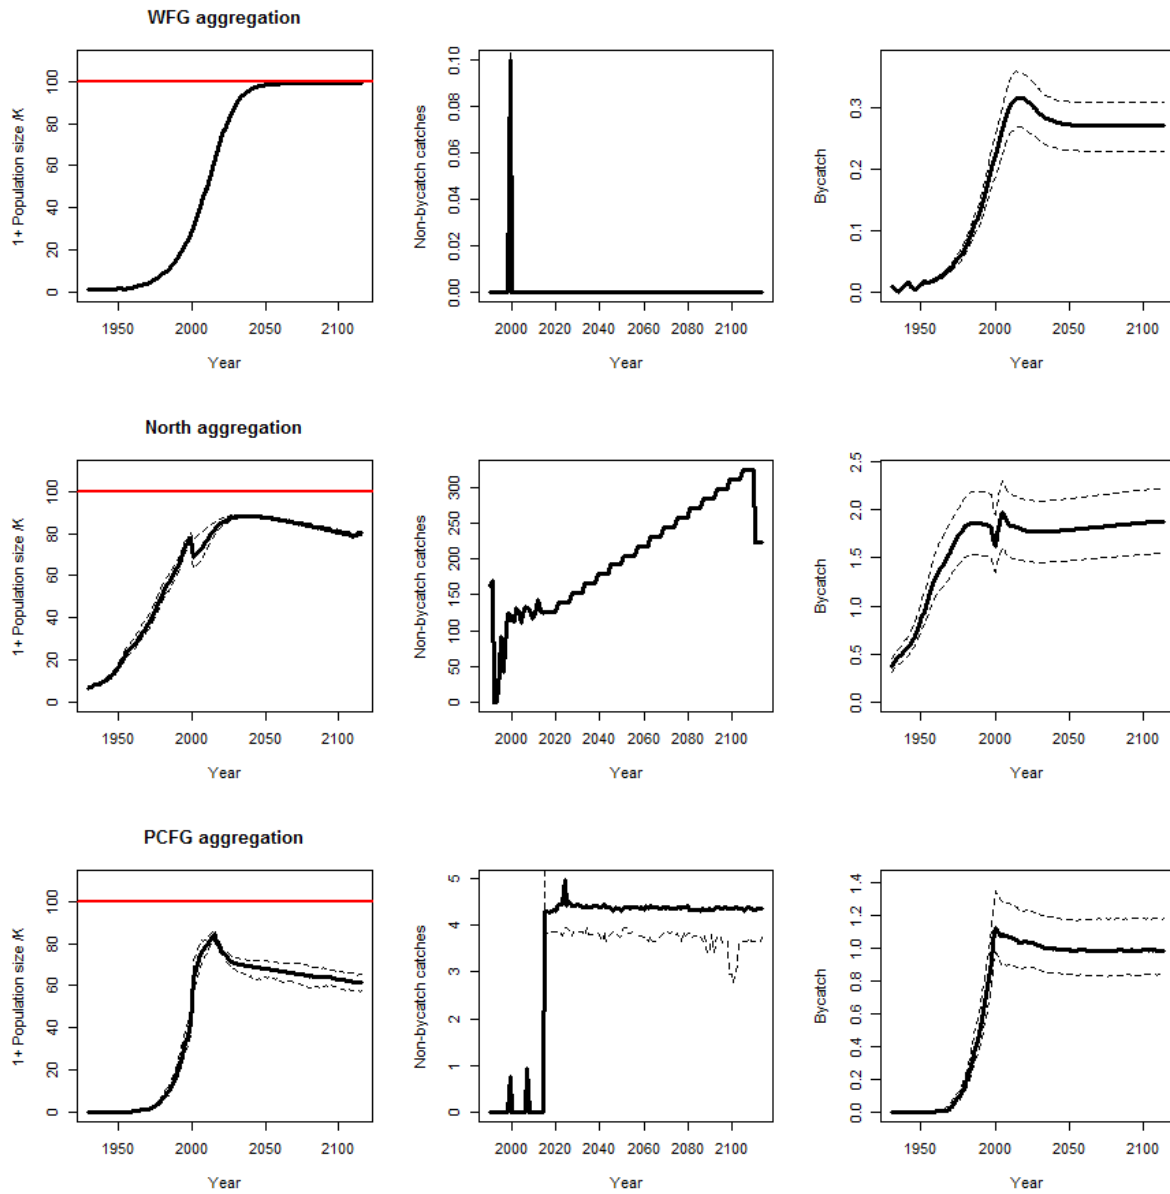 WFG aggregation
1+ Population size /K
0 20 40 60 80 100
1950 2000 2050 2100
Year
Non-bycatch catches
0.00 0.02 0.04 0.06 0.08 0.10
2000 2020 2040 2060 2080 2100
Year
Bycatch
0.0 0.1 0.2 0.3
1950 2000 2050 2100
Year
North aggregation
1+ Population size /K
0 20 40 60 80 100
1950 2000 2050 2100
Year
Non-bycatch catches
0 50 100 150 200 250 300
2000 2020 2040 2060 2080 2100
Year
Bycatch
0.0 0.5 1.0 1.5 2.0 2.5
1950 2000 2050 2100
Year
PCFG aggregation
1+ Population size /K
0 20 40 60 80 100
1950 2000 2050 2100
Year
Non-bycatch catches
0 1 2 3 4 5
2000 2020 2040 2060 2080 2100
Year
Bycatch
0.0 0.2 0.4 0.6 0.8 1.0 1.2 1.4
1950 2000 2050 2100
Year